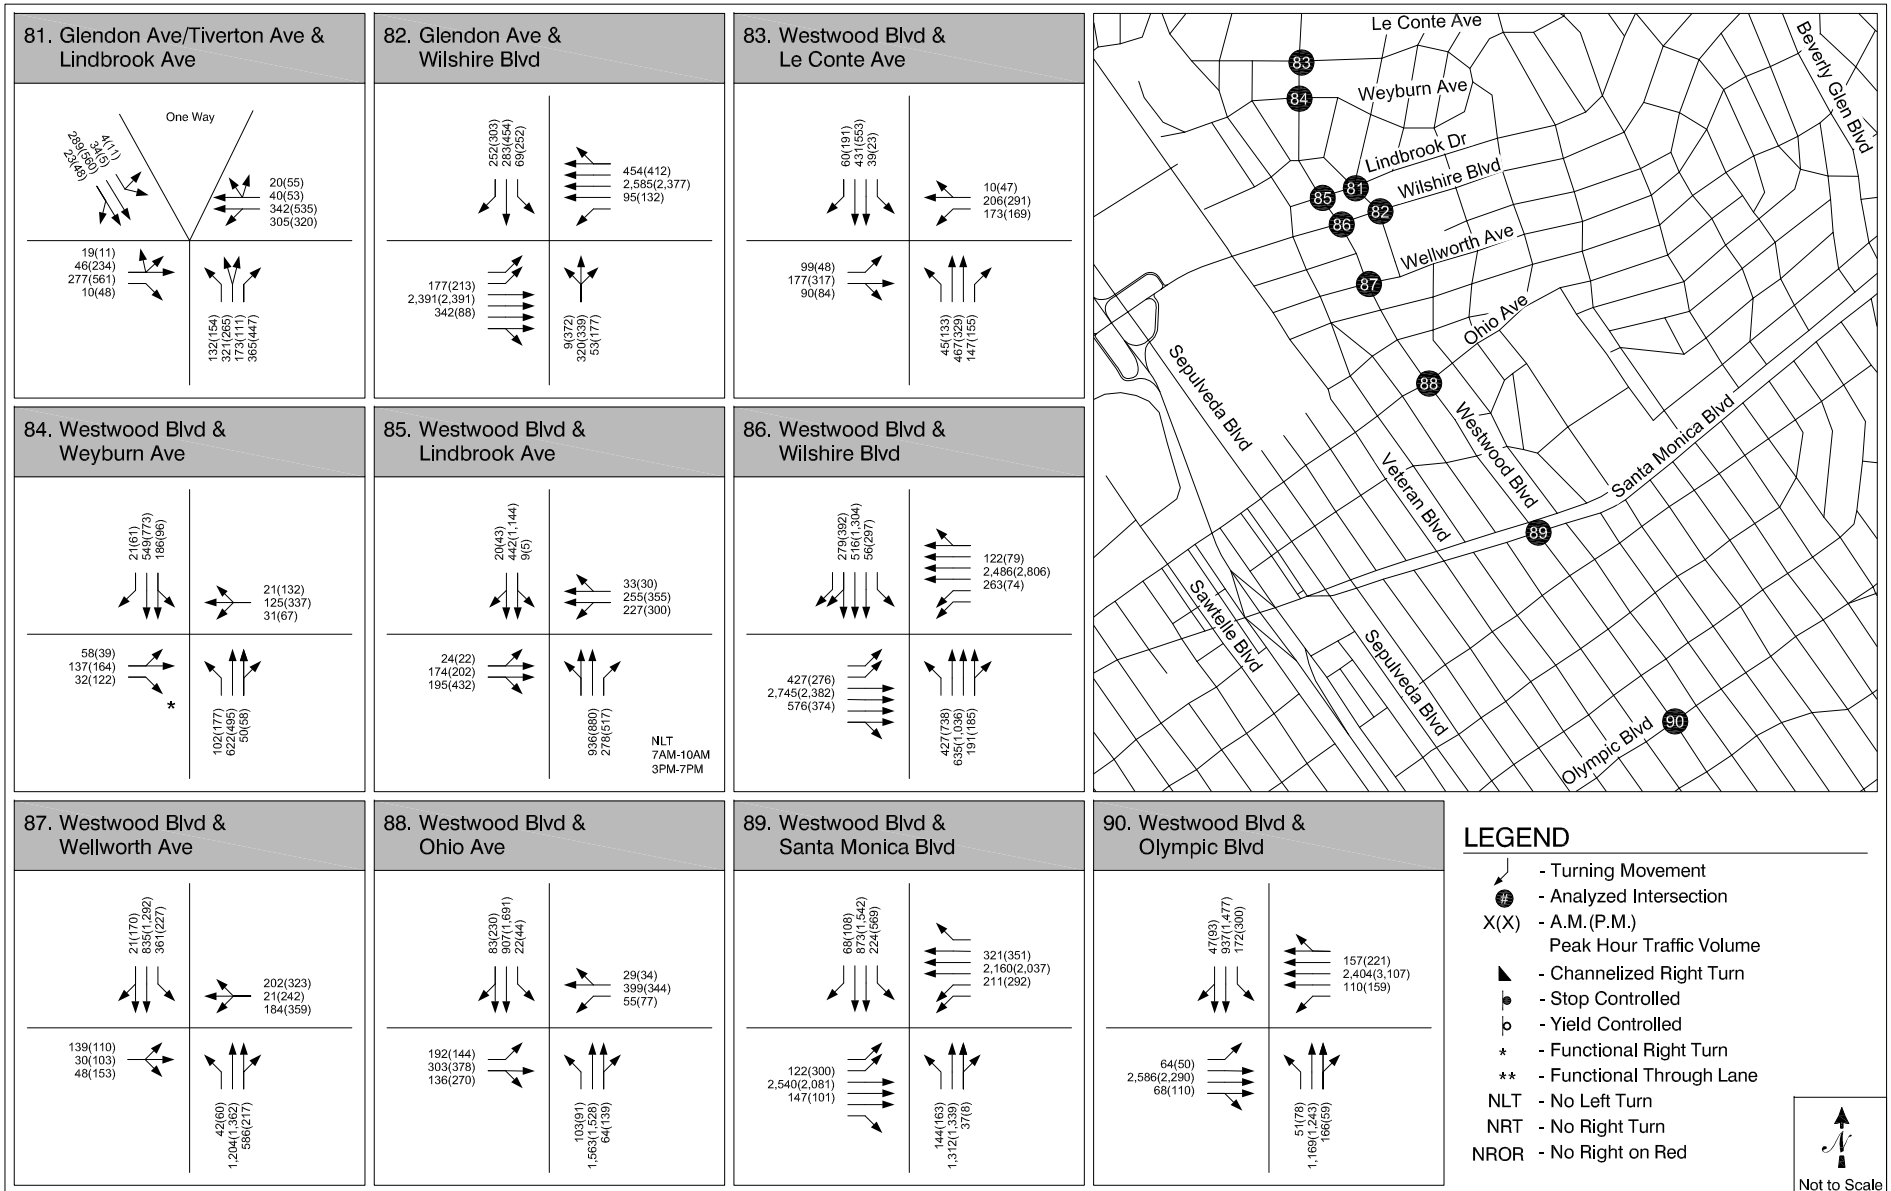 81. Glendon Ave/Tiverton Ave &
Lindbrook Ave
One Way
4(11)
34(5)
289(560)
23(48)
20(55)
40(53)
342(535)
305(320)
19(11)
46(234)
277(561)
10(48)
132(154)
321(265)
173(111)
365(447)
82. Glendon Ave &
Wilshire Blvd
252(303)
283(454)
69(252)
454(412)
2,585(2,377)
95(132)
177(213)
2,391(2,391)
342(88)
9(372)
320(339)
53(177)
83. Westwood Blvd &
Le Conte Ave
60(191)
431(553)
39(23)
10(47)
206(291)
173(169)
99(48)
177(317)
90(84)
45(133)
467(329)
147(155)
84. Westwood Blvd &
Weyburn Ave
21(61)
549(773)
186(96)
21(132)
125(337)
31(67)
58(39)
137(164)
32(122)
*
102(177)
622(495)
50(58)
85. Westwood Blvd &
Lindbrook Ave
20(43)
442(1,144)
9(5)
33(30)
255(355)
227(300)
24(22)
174(202)
195(432)
936(880)
278(517)
NLT
7AM-10AM
3PM-7PM
86. Westwood Blvd &
Wilshire Blvd
279(392)
516(1,304)
56(297)
122(79)
2,486(2,806)
263(74)
427(276)
2,745(2,382)
576(374)
427(738)
635(1,036)
191(185)
87. Westwood Blvd &
Wellworth Ave
21(170)
835(1,292)
361(227)
202(323)
21(242)
184(359)
139(110)
30(103)
48(153)
42(60)
1,204(1,362)
586(217)
88. Westwood Blvd &
Ohio Ave
83(230)
907(1,691)
22(44)
29(34)
399(344)
55(77)
192(144)
303(378)
136(270)
103(91)
1,563(1,528)
64(139)
89. Westwood Blvd &
Santa Monica Blvd
68(108)
873(1,542)
224(569)
321(351)
2,160(2,037)
211(292)
122(300)
2,540(2,081)
147(101)
144(163)
1,312(1,339)
37(8)
90. Westwood Blvd &
Olympic Blvd
47(93)
937(1,477)
172(300)
157(221)
2,404(3,107)
110(159)
64(50)
2,586(2,290)
68(110)
51(78)
1,169(1,243)
166(59)
Le Conte Ave
Beverly Glen Blvd
83
84
Weyburn Ave
Lindbrook Dr
Wilshire Blvd
81
85
82
86
Wellworth Ave
87
Ohio Ave
Sepulveda Blvd
88
Westwood Blvd
Santa Monica Blvd
Veteran Blvd
89
Sawtelle Blvd
Sepulveda Blvd
90
Olympic Blvd
LEGEND
- Turning Movement
# - Analyzed Intersection
X(X) - A.M.(P.M.)
Peak Hour Traffic Volume
- Channelized Right Turn
- Stop Controlled
- Yield Controlled
* - Functional Right Turn
** - Functional Through Lane
NLT - No Left Turn
NRT - No Right Turn
NROR - No Right on Red
N
Not to Scale